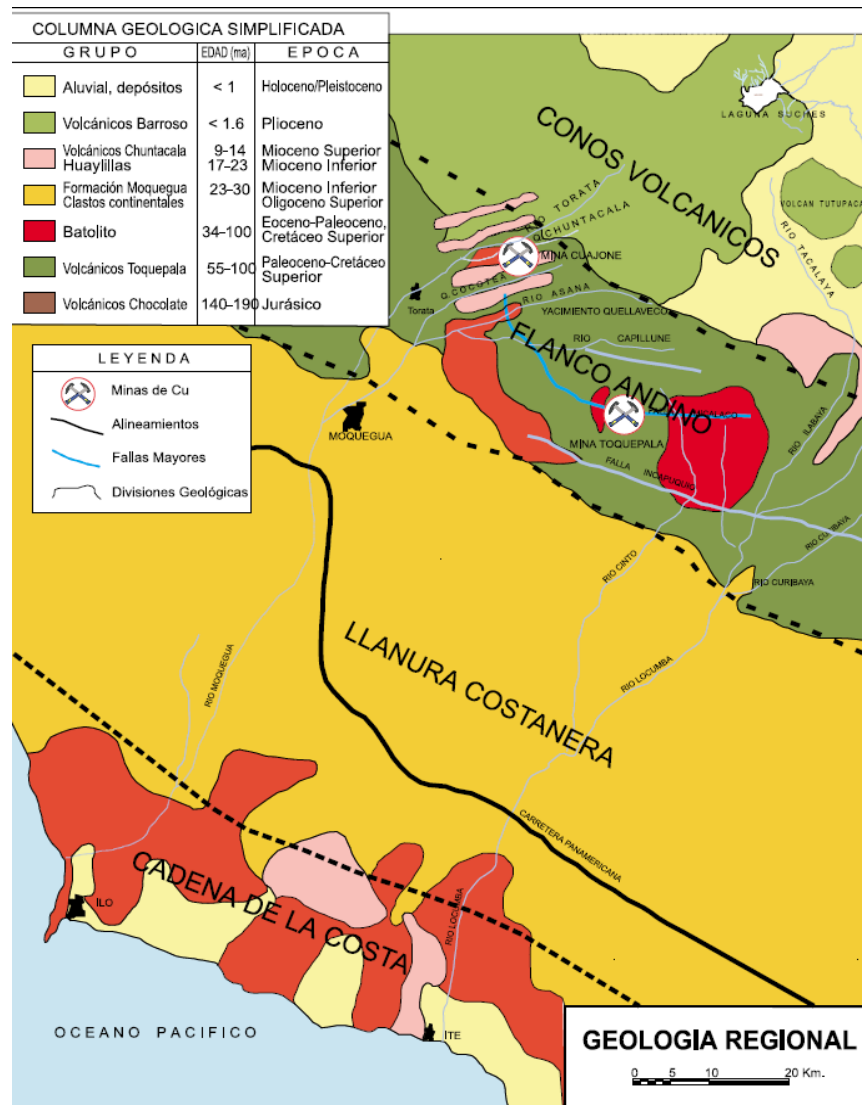 COLUMNA GEOLOGICA SIMPLIFICADA
GRUPO EDAD (ma) EPOCA
Aluvial, depósitos < 1 Holoceno/Pleistoceno
Volcánicos Barroso < 1.6 Plioceno
Volcánicos Chuntacala 9-14 Mioceno Superior
Huaylillas 17-23 Mioceno Inferior
Formación Moquegua 23-30 Mioceno Inferior
Clastos continentales Oligoceno Superior
Batolito 34-100 Eoceno-Paleoceno,
Cretáceo Superior
Volcánicos Toquepala 55-100 Paleoceno-Cretáceo
Superior
Volcánicos Chocolate 140-190 Jurásico
LEYENDA
Minas de Cu
Alineamientos
Fallas Mayores
Divisiones Geológicas
LAGUNA SUCHES
CONOS VOLCANICOS
VOLCAN TUTUPACA
RIO TACALAYA
RIO TORATA
Q.CHUNTACALA
MINA CUAJONE
Q.COCOTEA
RIO ASANA
Torata
YACIMIENTO QUELLAVECO
RIO CAPILLUNE
FLANCO ANDINO
MOQUEGUA
MINA TOQUEPALA
RIO ILABAYA
FALLA INCAPUQUIO
RIO CINTO
RIO CURIBAYA
RIO LOCUMBA
RIO MOQUEGUA
LLANURA COSTANERA
CARRETERA PANAMERICANA
CADENA DE LA COSTA
ILO
RIO LOCUMBA
ITE
OCEANO PACIFICO
GEOLOGIA REGIONAL
0 5 10 20 Km.